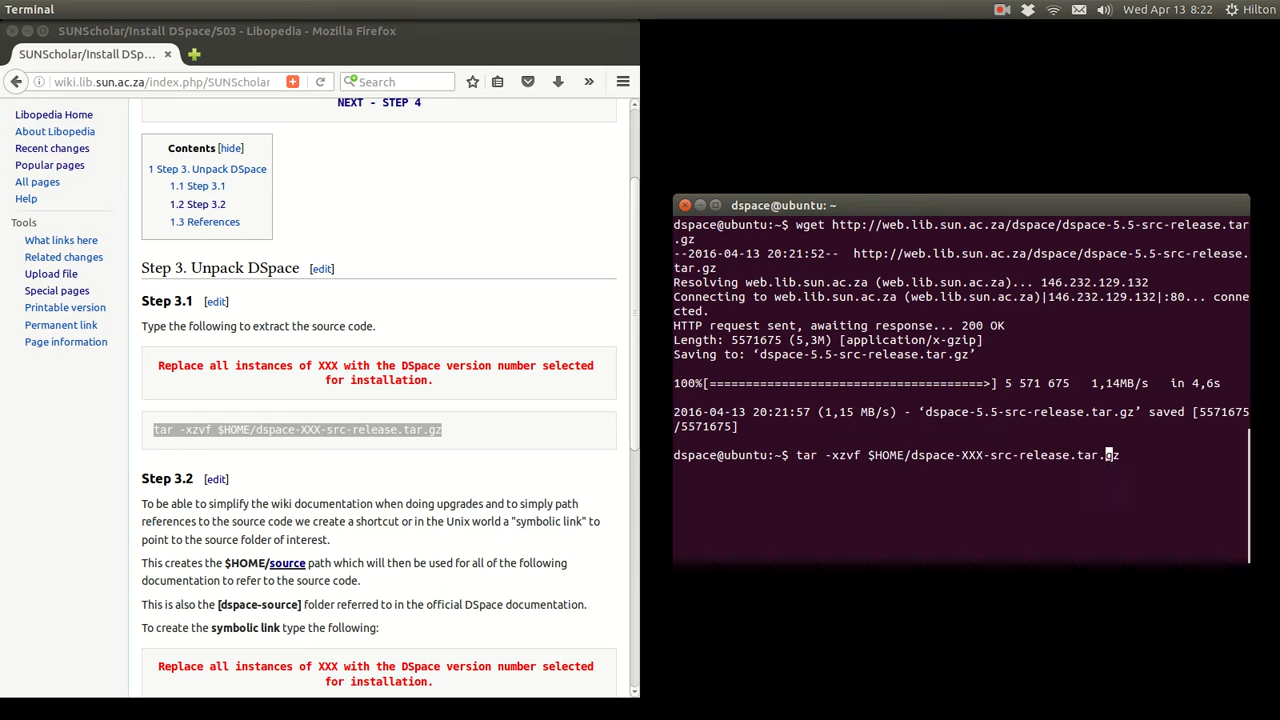 Terminal
Wed Apr 13 8:22
Hilton
SUNScholar/Install DSpace/S03 - Libopedia - Mozilla Firefox
SUNScholar/Install DSp...
wiki.lib.sun.ac.za/index.php/SUNScholar
Search
Libopedia Home
About Libopedia
Recent changes
Popular pages
All pages
Help
Tools
What links here
Related changes
Upload file
Special pages
Printable version
Permanent link
Page information
NEXT - STEP 4
Contents [hide]
1 Step 3. Unpack DSpace
1.1 Step 3.1
1.2 Step 3.2
1.3 References
Step 3. Unpack DSpace [edit]
Step 3.1 [edit]
Type the following to extract the source code.
Replace all instances of XXX with the DSpace version number selected
for installation.
tar -xzvf $HOME/dspace-XXX-src-release.tar.gz
Step 3.2 [edit]
To be able to simplify the wiki documentation when doing upgrades and to simply path
references to the source code we create a shortcut or in the Unix world a "symbolic link" to
point to the source folder of interest.
This creates the $HOME/source path which will then be used for all of the following
documentation to refer to the source code.
This is also the [dspace-source] folder referred to in the official DSpace documentation.
To create the symbolic link type the following:
Replace all instances of XXX with the DSpace version number selected
for installation.
dspace@ubuntu: ~
dspace@ubuntu:~$ wget http://web.lib.sun.ac.za/dspace/dspace-5.5-src-release.tar
.gz
--2016-04-13 20:21:52-- http://web.lib.sun.ac.za/dspace/dspace-5.5-src-release.
tar.gz
Resolving web.lib.sun.ac.za (web.lib.sun.ac.za)... 146.232.129.132
Connecting to web.lib.sun.ac.za (web.lib.sun.ac.za)|146.232.129.132|:80... conne
cted.
HTTP request sent, awaiting response... 200 OK
Length: 5571675 (5,3M) [application/x-gzip]
Saving to: ‘dspace-5.5-src-release.tar.gz’
100%[======================================>] 5 571 675 1,14MB/s in 4,6s
2016-04-13 20:21:57 (1,15 MB/s) - ‘dspace-5.5-src-release.tar.gz’ saved [5571675
/5571675]
dspace@ubuntu:~$ tar -xzvf $HOME/dspace-XXX-src-release.tar.gz